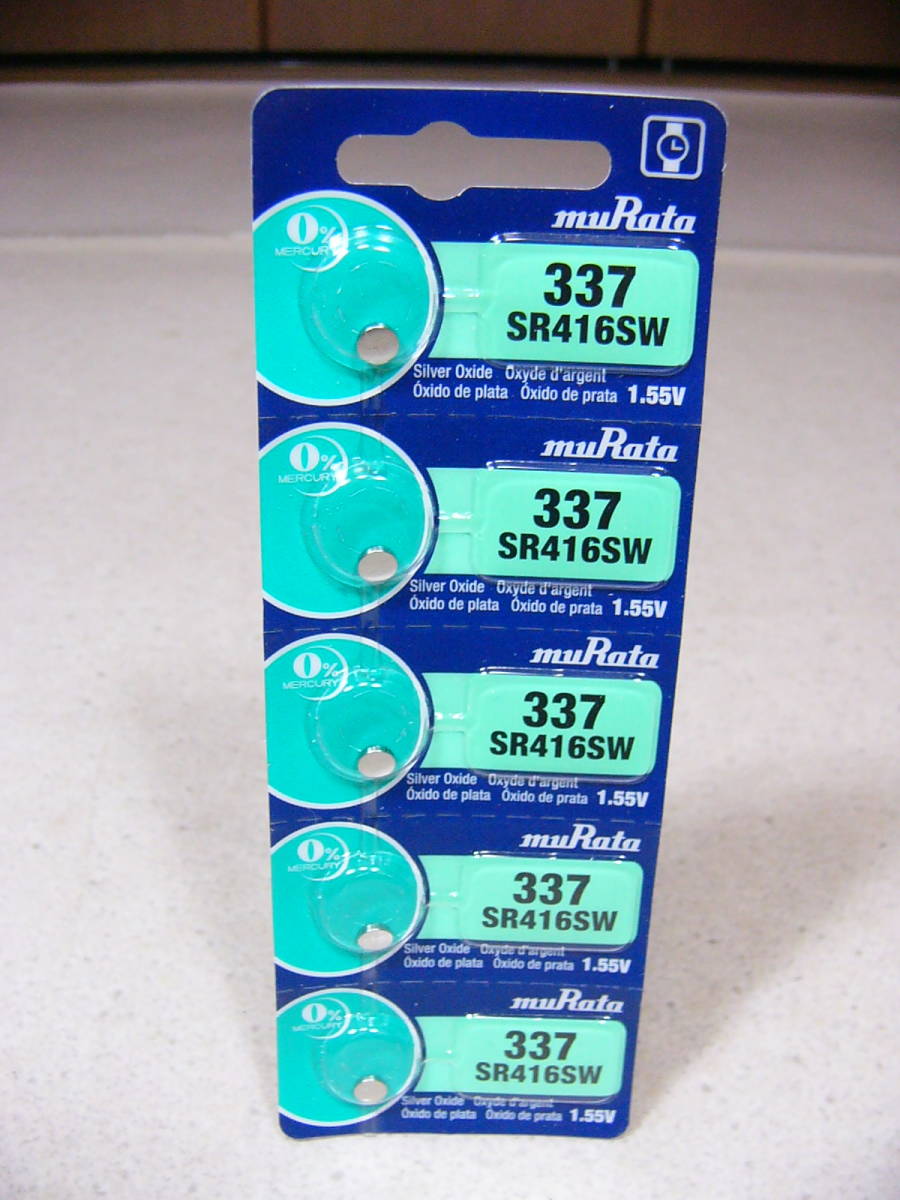 muRata
0%
MERCURY
337
SR416SW
Silver Oxide Oxyde d'argent
Óxido de plata Óxido de prata 1.55V
muRata
0%
MERCURY
337
SR416SW
Silver Oxide Oxyde d'argent
Óxido de plata Óxido de prata 1.55V
muRata
0%
MERCURY
337
SR416SW
Silver Oxide Oxyde d'argent
Óxido de plata Óxido de prata 1.55V
muRata
0%
MERCURY
337
SR416SW
Silver Oxide Oxyde d'argent
Óxido de plata Óxido de prata 1.55V
muRata
0%
MERCURY
337
SR416SW
Silver Oxide Oxyde d'argent
Óxido de plata Óxido de prata 1.55V